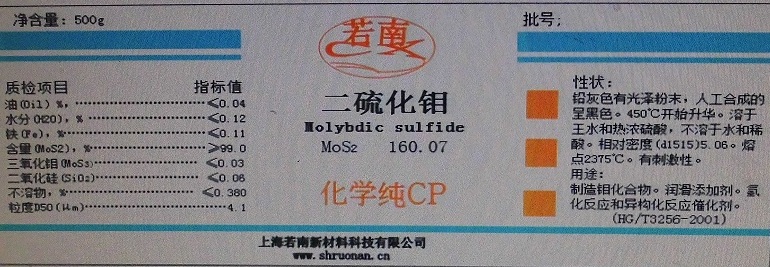 净含量：500g
批号；
若南
质检项目 指标值
油(Oil) %,……≤0.04
水分(H2O),%……≤0.12
铁(Fe),%……≤0.11
含量(MoS2),%……>99.0
三氧化钼(MoS3)……≤0.03
二氧化硅(SiO2)……≤0.06
不溶物,%……≤0.380
粒度D50(μm)……4.1
二硫化钼
Molybdic sulfide
MoS2 160.07
化学纯CP
性状：
铅灰色有光泽粉末，人工合成的
呈黑色。450℃开始升华。溶于
王水和热浓硫酸，不溶于水和稀
酸。相对密度(d1515)5.06。熔
点2375℃。有刺激性。
用途：
制造钼化合物。润滑添加剂。氢
化反应和异构化反应催化剂。
(HG/T3256-2001)
上海若南新材料科技有限公司
www.shruonan.cn